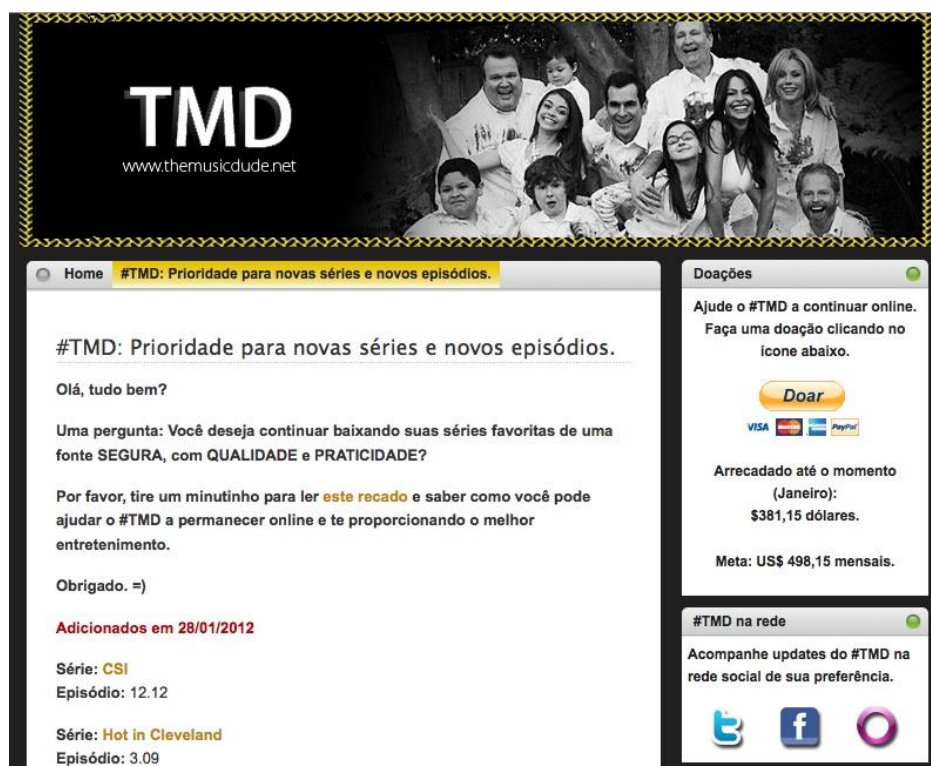 TMD
www.themusicdude.net
Home #TMD: Prioridade para novas séries e novos episódios.
#TMD: Prioridade para novas séries e novos episódios.
Olá, tudo bem?
Uma pergunta: Você deseja continuar baixando suas séries favoritas de uma
fonte SEGURA, com QUALIDADE e PRATICIDADE?
Por favor, tire um minutinho para ler este recado e saber como você pode
ajudar o #TMD a permanecer online e te proporcionando o melhor
entretenimento.
Obrigado. =)
Adicionados em 28/01/2012
Série: CSI
Episódio: 12.12
Série: Hot in Cleveland
Episódio: 3.09
Doações
Ajude o #TMD a continuar online.
Faça uma doação clicando no
ícone abaixo.
Doar
VISA PayPal
Arrecadado até o momento
(Janeiro):
$381,15 dólares.
Meta: US$ 498,15 mensais.
#TMD na rede
Acompanhe updates do #TMD na
rede social de sua preferência.